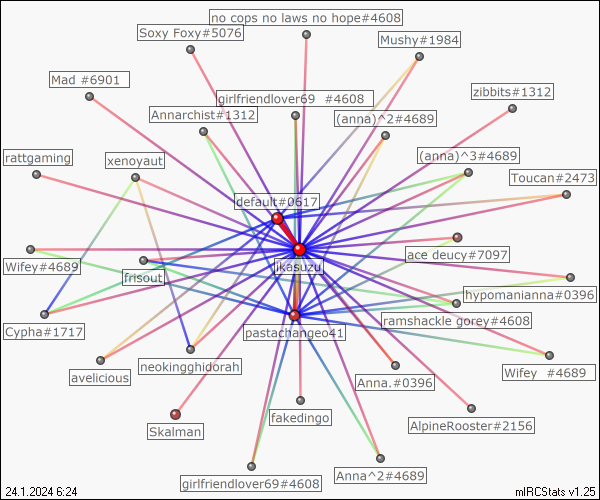 no cops no laws no hope#4608
Soxy Foxy#5076
Mushy#1984
Mad #6901
zibbits#1312
girlfriendlover69 #4608
Annarchist#1312
(anna)^2#4689
rattgaming
xenoyaut
(anna)^3#4689
Toucan#2473
default#0617
ace deucy#7097
Wifey#4689
frisout
jikasuzu
hypomanianna#0396
ramshackle gorey#4608
Cypha#1717
pastachangeo41
avelicious
neokingghidorah
Anna.#0396
Wifey #4689
Skalman
fakedingo
AlpineRooster#2156
girlfriendlover69#4608
Anna^2#4689
24.1.2024 6:24
mIRCStats v1.25